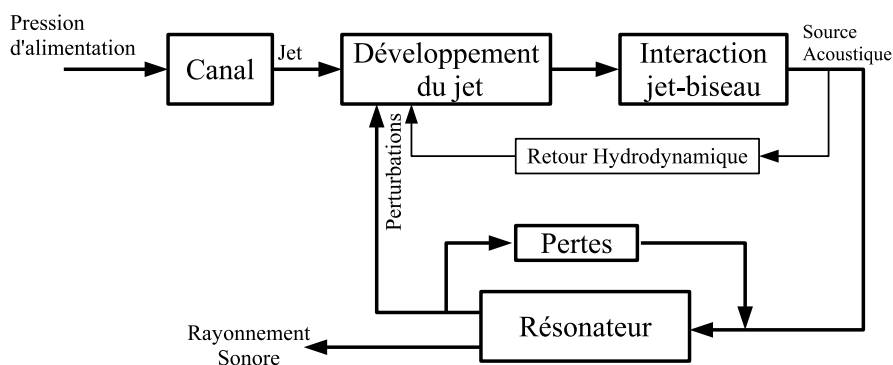 Pression
d'alimentation
Canal
Jet
Développement
du jet
Interaction
jet-biseau
Source
Acoustique
Perturbations
Retour Hydrodynamique
Pertes
Résonateur
Rayonnement
Sonore